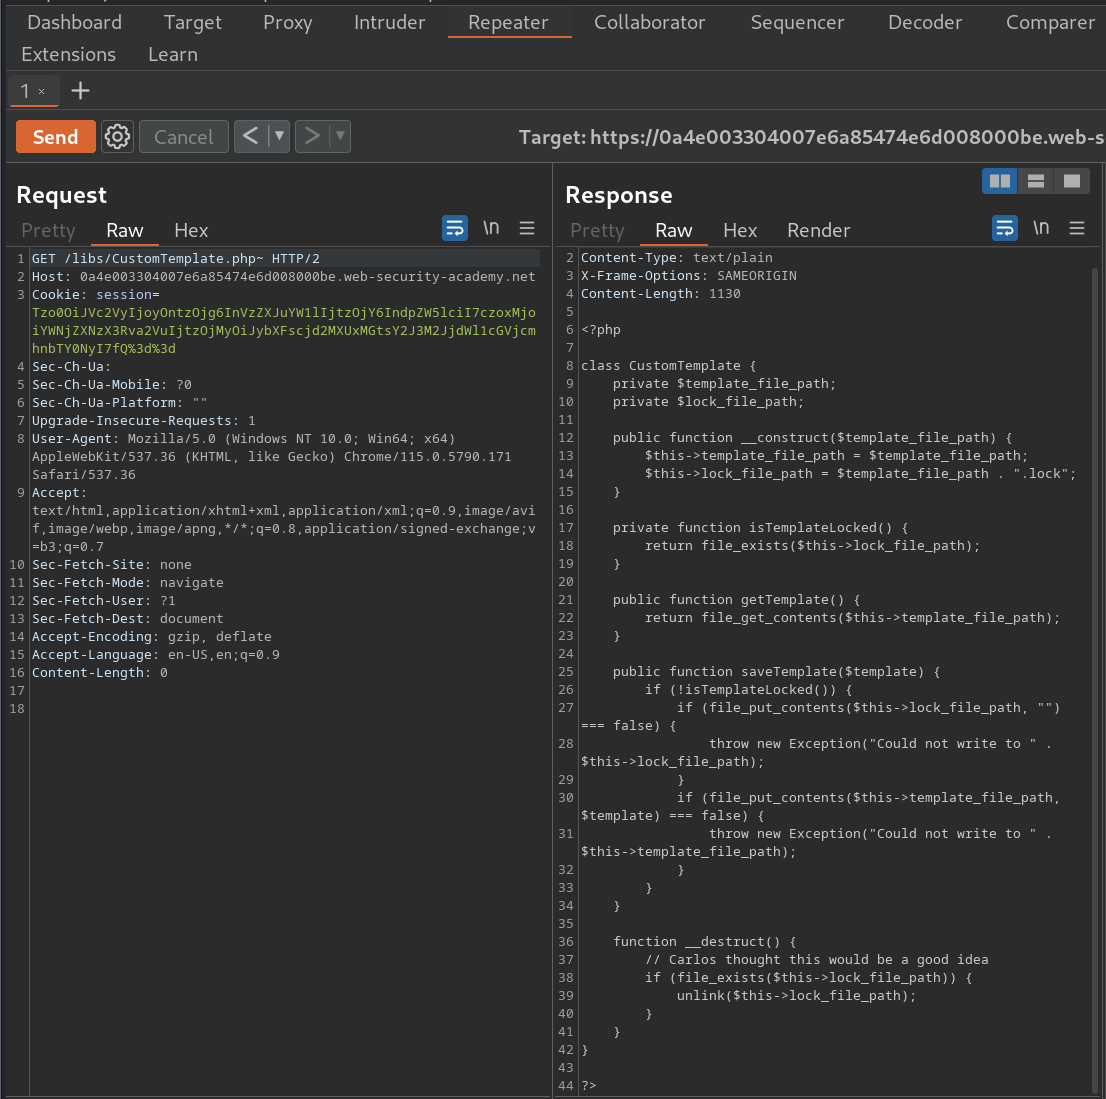 Dashboard Target Proxy Intruder Repeater Collaborator Sequencer Decoder Comparer
Extensions Learn
1 × +
Send Cancel < ▼ > ▼ Target: https://0a4e003304007e6a85474e6d008000be.web-s
Request
Pretty Raw Hex \n
1 GET /libs/CustomTemplate.php~ HTTP/2
2 Host: 0a4e003304007e6a85474e6d008000be.web-security-academy.net
3 Cookie: session=
Tzo0OiJVc2VyIjoyOntzOjg6InVzZXJuYW1lIjtzOjY6IndpZW5lciI7czoxMjo
iYWNjZXNzX3Rva2VuIjtzOjMyOiJybXFscjd2MXUxMGtsY2J3M2JjdWl1cGVjcm
hnbTY0NyI7fQ%3d%3d
4 Sec-Ch-Ua:
5 Sec-Ch-Ua-Mobile: ?0
6 Sec-Ch-Ua-Platform: ""
7 Upgrade-Insecure-Requests: 1
8 User-Agent: Mozilla/5.0 (Windows NT 10.0; Win64; x64)
AppleWebKit/537.36 (KHTML, like Gecko) Chrome/115.0.5790.171
Safari/537.36
9 Accept:
text/html,application/xhtml+xml,application/xml;q=0.9,image/avi
f,image/webp,image/apng,*/*;q=0.8,application/signed-exchange;v
=b3;q=0.7
10 Sec-Fetch-Site: none
11 Sec-Fetch-Mode: navigate
12 Sec-Fetch-User: ?1
13 Sec-Fetch-Dest: document
14 Accept-Encoding: gzip, deflate
15 Accept-Language: en-US,en;q=0.9
16 Content-Length: 0
17
18
Response
Pretty Raw Hex Render \n
2 Content-Type: text/plain
3 X-Frame-Options: SAMEORIGIN
4 Content-Length: 1130
5
6 <?php
7
8 class CustomTemplate {
9     private $template_file_path;
10     private $lock_file_path;
11
12     public function __construct($template_file_path) {
13         $this->template_file_path = $template_file_path;
14         $this->lock_file_path = $template_file_path . ".lock";
15     }
16
17     private function isTemplateLocked() {
18         return file_exists($this->lock_file_path);
19     }
20
21     public function getTemplate() {
22         return file_get_contents($this->template_file_path);
23     }
24
25     public function saveTemplate($template) {
26         if (!isTemplateLocked()) {
27             if (file_put_contents($this->lock_file_path, "")
=== false) {
28                 throw new Exception("Could not write to " .
$this->lock_file_path);
29             }
30             if (file_put_contents($this->template_file_path,
$template) === false) {
31                 throw new Exception("Could not write to " .
$this->template_file_path);
32             }
33         }
34     }
35
36     function __destruct() {
37         // Carlos thought this would be a good idea
38         if (file_exists($this->lock_file_path)) {
39             unlink($this->lock_file_path);
40         }
41     }
42 }
43
44 ?>